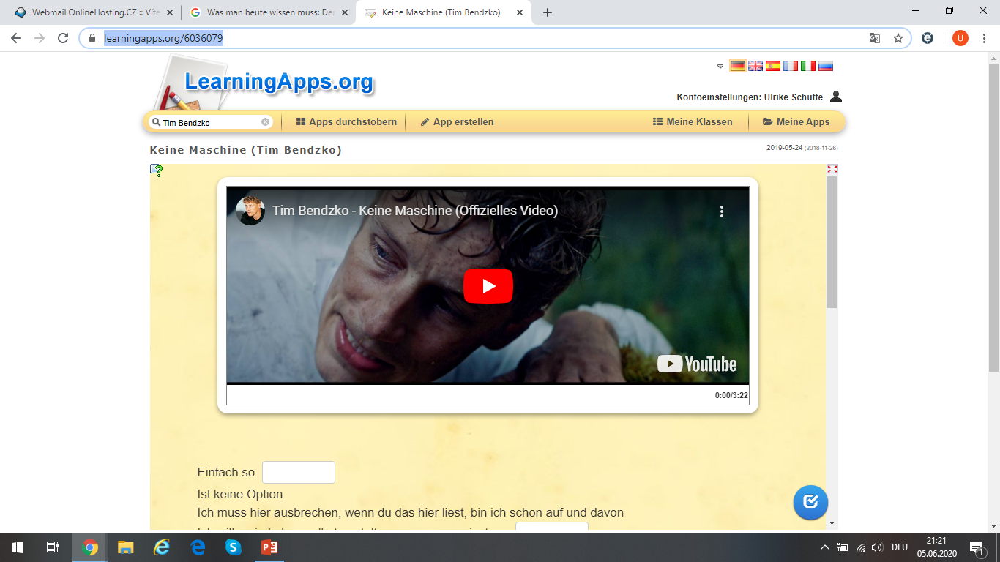 Webmail OnlineHosting.CZ :: Víte
Was man heute wissen muss: Der
Keine Maschine (Tim Bendzko)
learningapps.org/6036079
U
LearningApps.org
Kontoeinstellungen: Ulrike Schütte
Tim Bendzko
Apps durchstöbern
App erstellen
Meine Klassen
Meine Apps
Keine Maschine (Tim Bendzko)
2019-05-24 (2018-11-26)
Tim Bendzko - Keine Maschine (Offizielles Video)
YouTube
0:00/3:22
Einfach so
Ist keine Option
Ich muss hier ausbrechen, wenn du das hier liest, bin ich schon auf und davon
DEU
21:21
05.06.2020
1